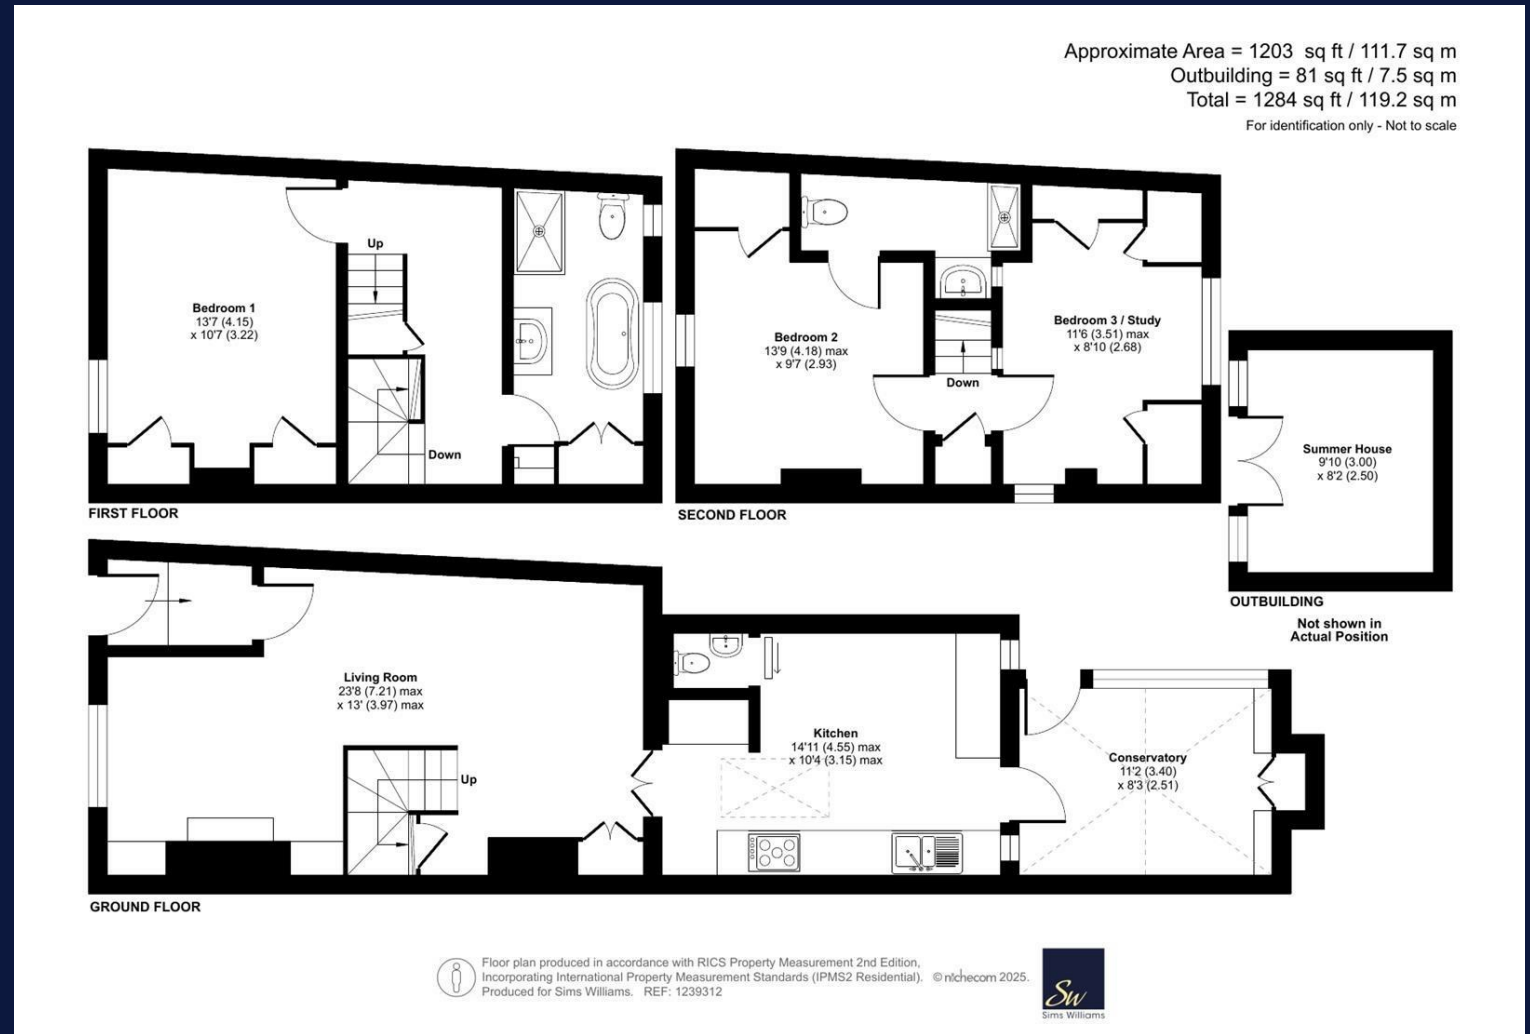 Approximate Area = 1203 sq ft / 111.7 sq m
Outbuilding = 81 sq ft / 7.5 sq m
Total = 1284 sq ft / 119.2 sq m
For identification only - Not to scale
Up
Bedroom 1
13'7 (4.15)
x 10'7 (3.22)
Down
FIRST FLOOR
Bedroom 2
13'9 (4.18) max
x 9'7 (2.93)
Down
Bedroom 3 / Study
11'6 (3.51) max
x 8'10 (2.68)
SECOND FLOOR
Summer House
9'10 (3.00)
x 8'2 (2.50)
OUTBUILDING
Not shown in
Actual Position
Living Room
23'8 (7.21) max
x 13' (3.97) max
Up
Kitchen
14'11 (4.55) max
x 10'4 (3.15) max
Conservatory
11'2 (3.40)
x 8'3 (2.51)
GROUND FLOOR
Floor plan produced in accordance with RICS Property Measurement 2nd Edition,
Incorporating International Property Measurement Standards (IPMS2 Residential). © nichecom 2025.
Produced for Sims Williams. REF: 1239312
Sw
Sims Williams